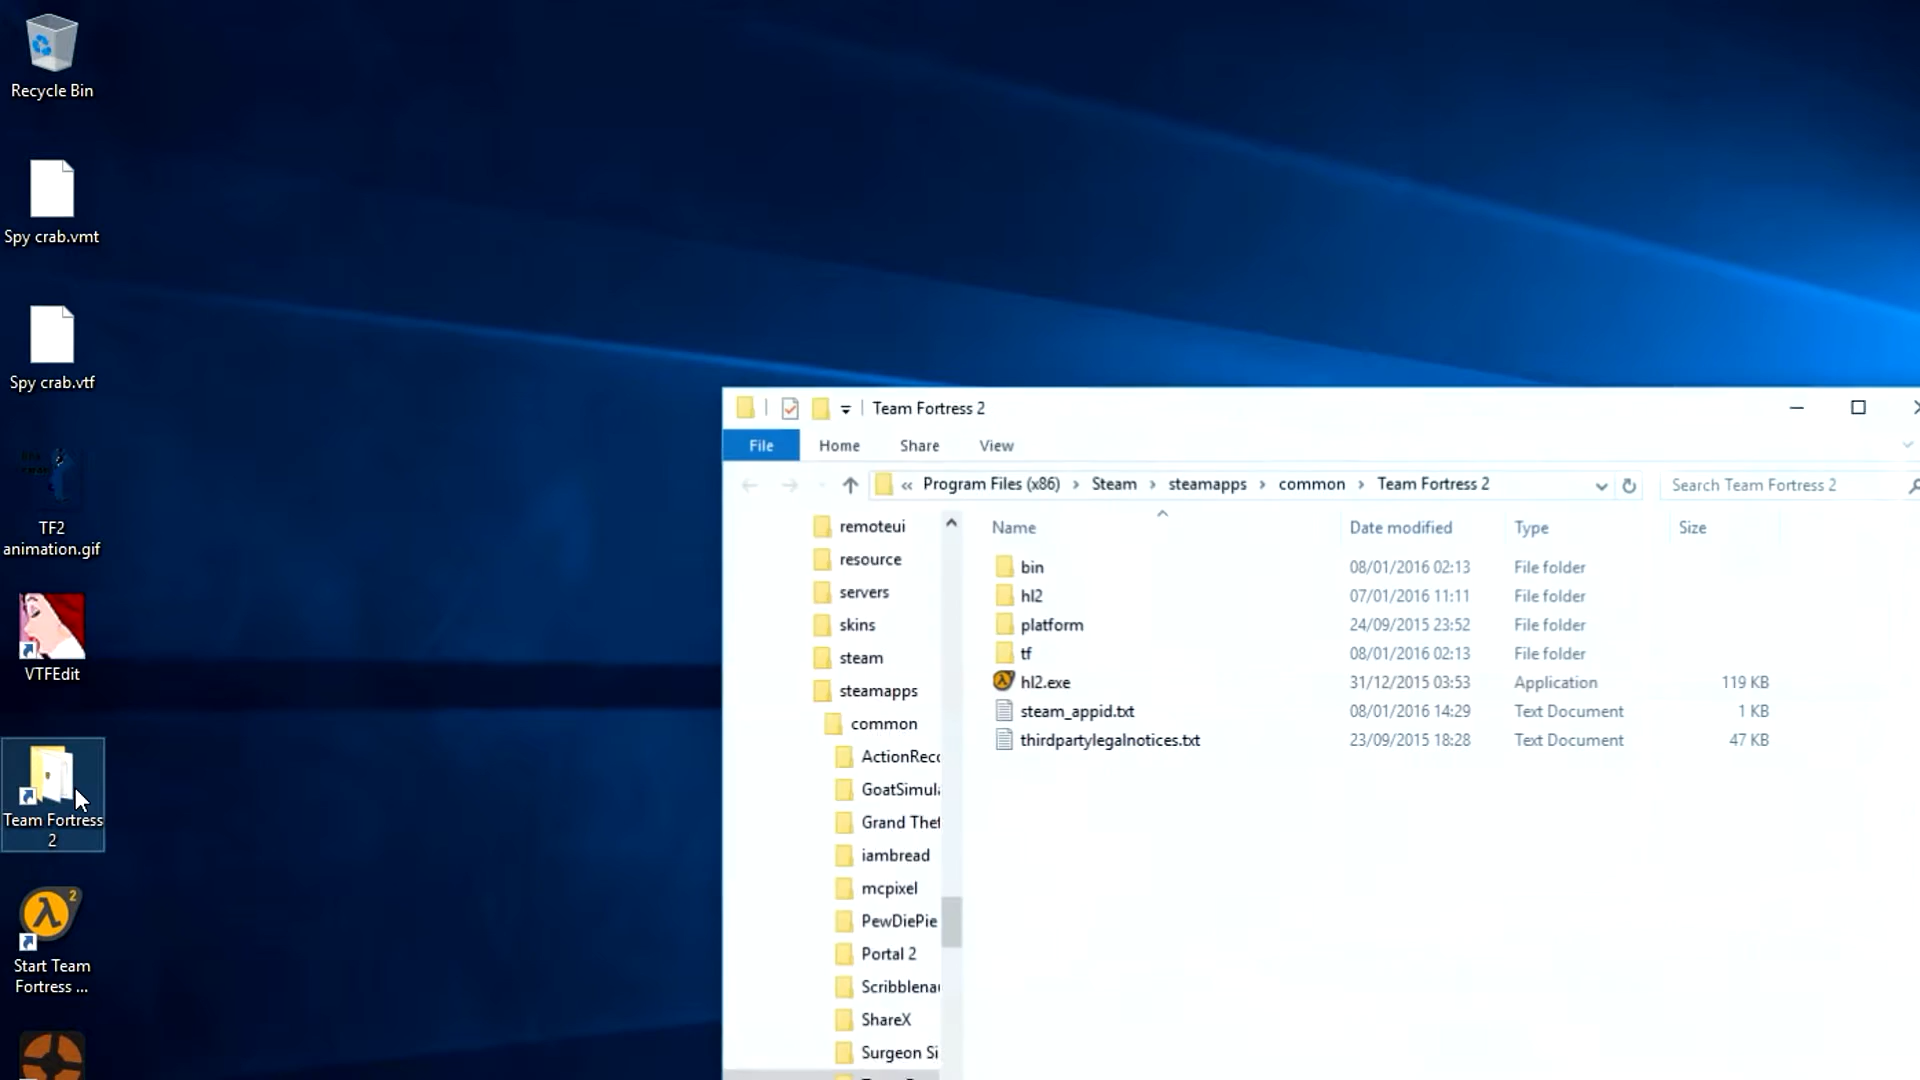 Recycle Bin
Spy crab.vmt
Spy crab.vtf
TF2
animation.gif
VTFEdit
Team Fortress
2
2
Start Team
Fortress ...
Team Fortress 2
File Home Share View
« Program Files (x86) › Steam › steamapps › common › Team Fortress 2
Search Team Fortress 2
remoteui
resource
servers
skins
steam
steamapps
common
ActionReco
GoatSimula
Grand Thef
iambread
mcpixel
PewDiePie
Portal 2
Scribblenau
ShareX
Surgeon Si
Name Date modified Type Size
bin 08/01/2016 02:13 File folder
hl2 07/01/2016 11:11 File folder
platform 24/09/2015 23:52 File folder
tf 08/01/2016 02:13 File folder
hl2.exe 31/12/2015 03:53 Application 119 KB
steam_appid.txt 08/01/2016 14:29 Text Document 1 KB
thirdpartylegalnotices.txt 23/09/2015 18:28 Text Document 47 KB